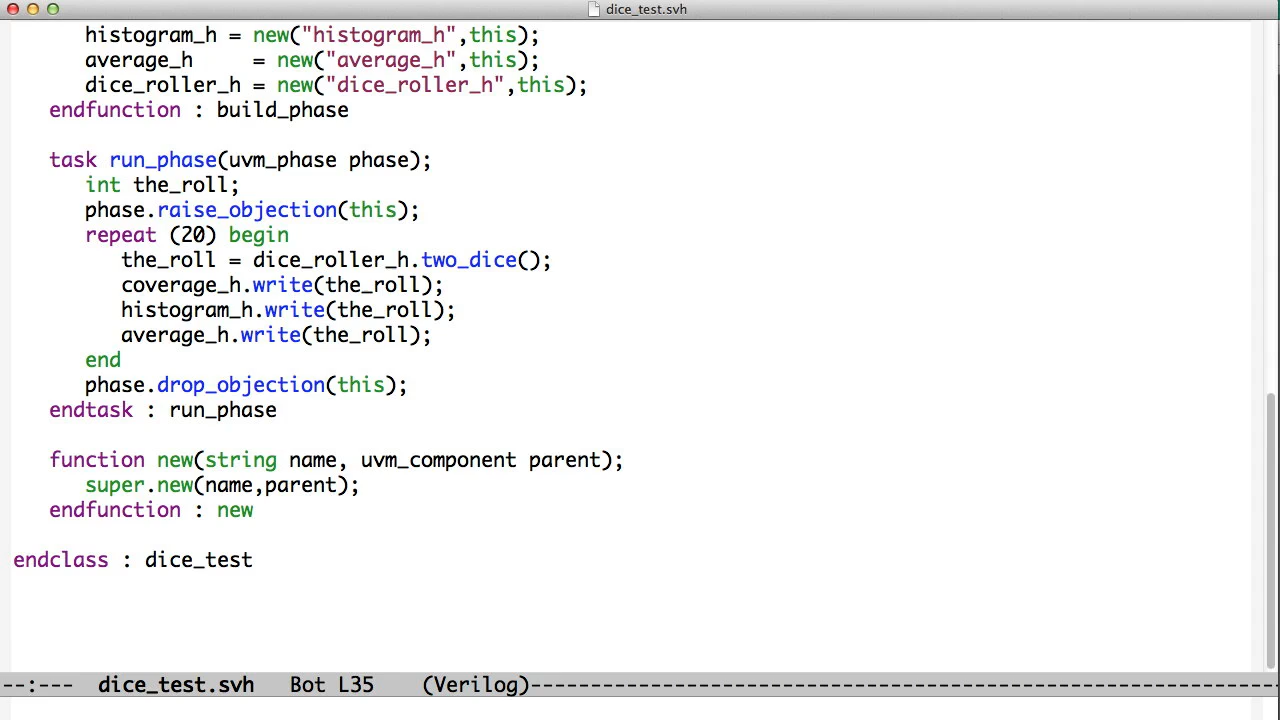 dice_test.svh
histogram_h = new("histogram_h",this);
average_h     = new("average_h",this);
dice_roller_h = new("dice_roller_h",this);
endfunction : build_phase
task run_phase(uvm_phase phase);
int the_roll;
phase.raise_objection(this);
repeat (20) begin
the_roll = dice_roller_h.two_dice();
coverage_h.write(the_roll);
histogram_h.write(the_roll);
average_h.write(the_roll);
end
phase.drop_objection(this);
endtask : run_phase
function new(string name, uvm_component parent);
super.new(name,parent);
endfunction : new
endclass : dice_test
--:---  dice_test.svh   Bot L35    (Verilog)--------------------------------------------------------------